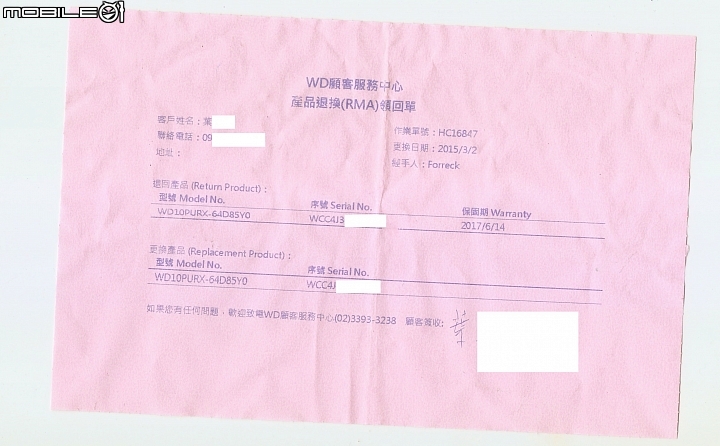 MOBILE01
WD顧客服務中心
產品退換(RMA)領回單
客戶姓名：葉
聯絡電話：09
地址：
作業單號：HC16847
更換日期：2015/3/2
經手人：Forreck
退回產品 (Return Product)：
型號 Model No. 序號 Serial No. 保固期 Warranty
WD10PURX-64D85Y0 WCC4J3 2017/6/14
更換產品 (Replacement Product)：
型號 Model No. 序號 Serial No.
WD10PURX-64D85Y0 WCC4J
如果您有任何問題，歡迎致電WD顧客服務中心(02)3393-3238 顧客簽收: 葉